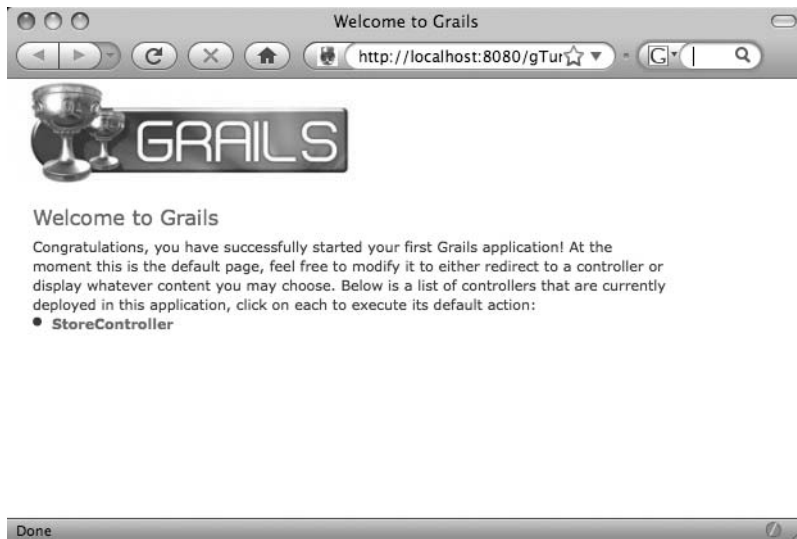 Welcome to Grails
http://localhost:8080/gTur
G
GRAILS
Welcome to Grails
Congratulations, you have successfully started your first Grails application! At the
moment this is the default page, feel free to modify it to either redirect to a controller or
display whatever content you may choose. Below is a list of controllers that are currently
deployed in this application, click on each to execute its default action:
• StoreController
Done